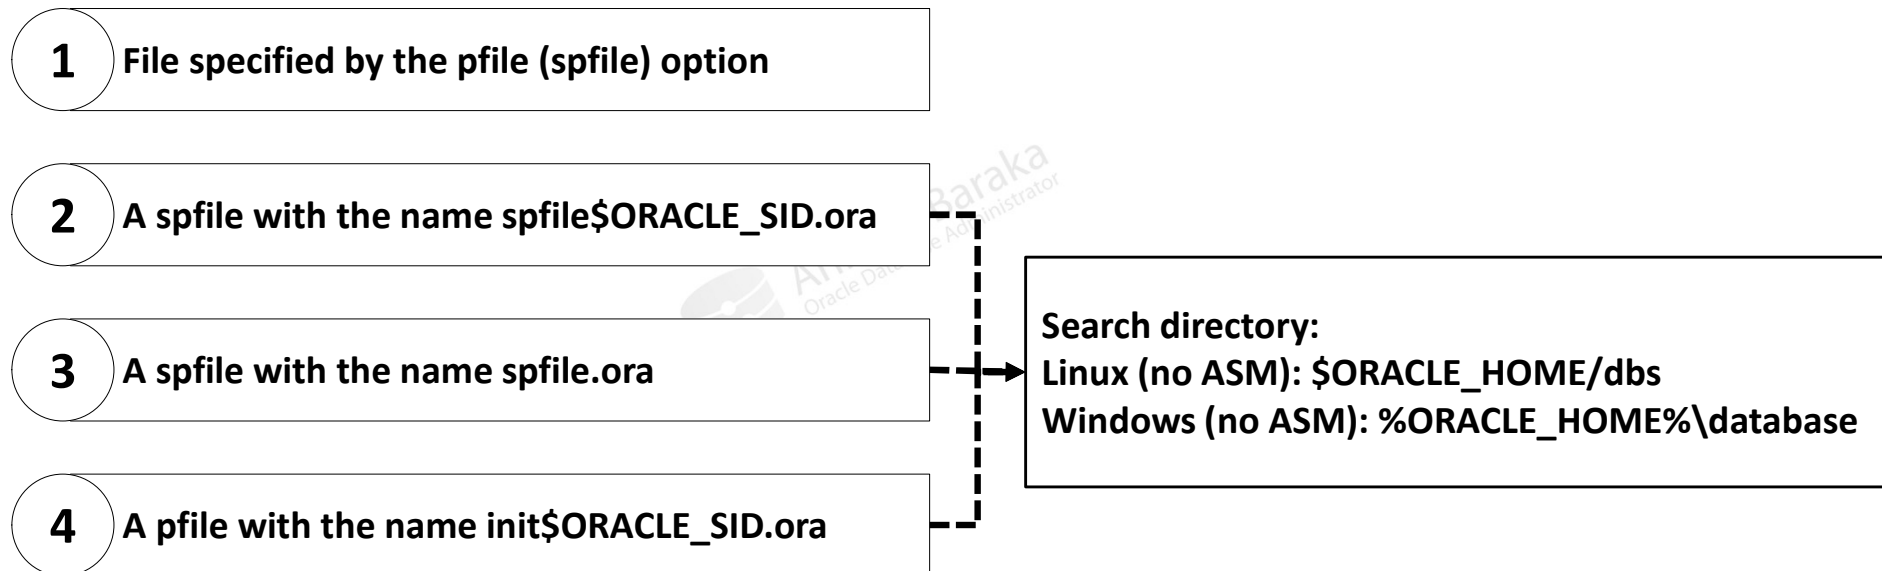 1
File specified by the pfile (spfile) option
2
A spfile with the name spfile$ORACLE_SID.ora
3
A spfile with the name spfile.ora
4
A pfile with the name init$ORACLE_SID.ora
Search directory:
Linux (no ASM): $ORACLE_HOME/dbs
Windows (no ASM): %ORACLE_HOME%\database
Baraka
Oracle